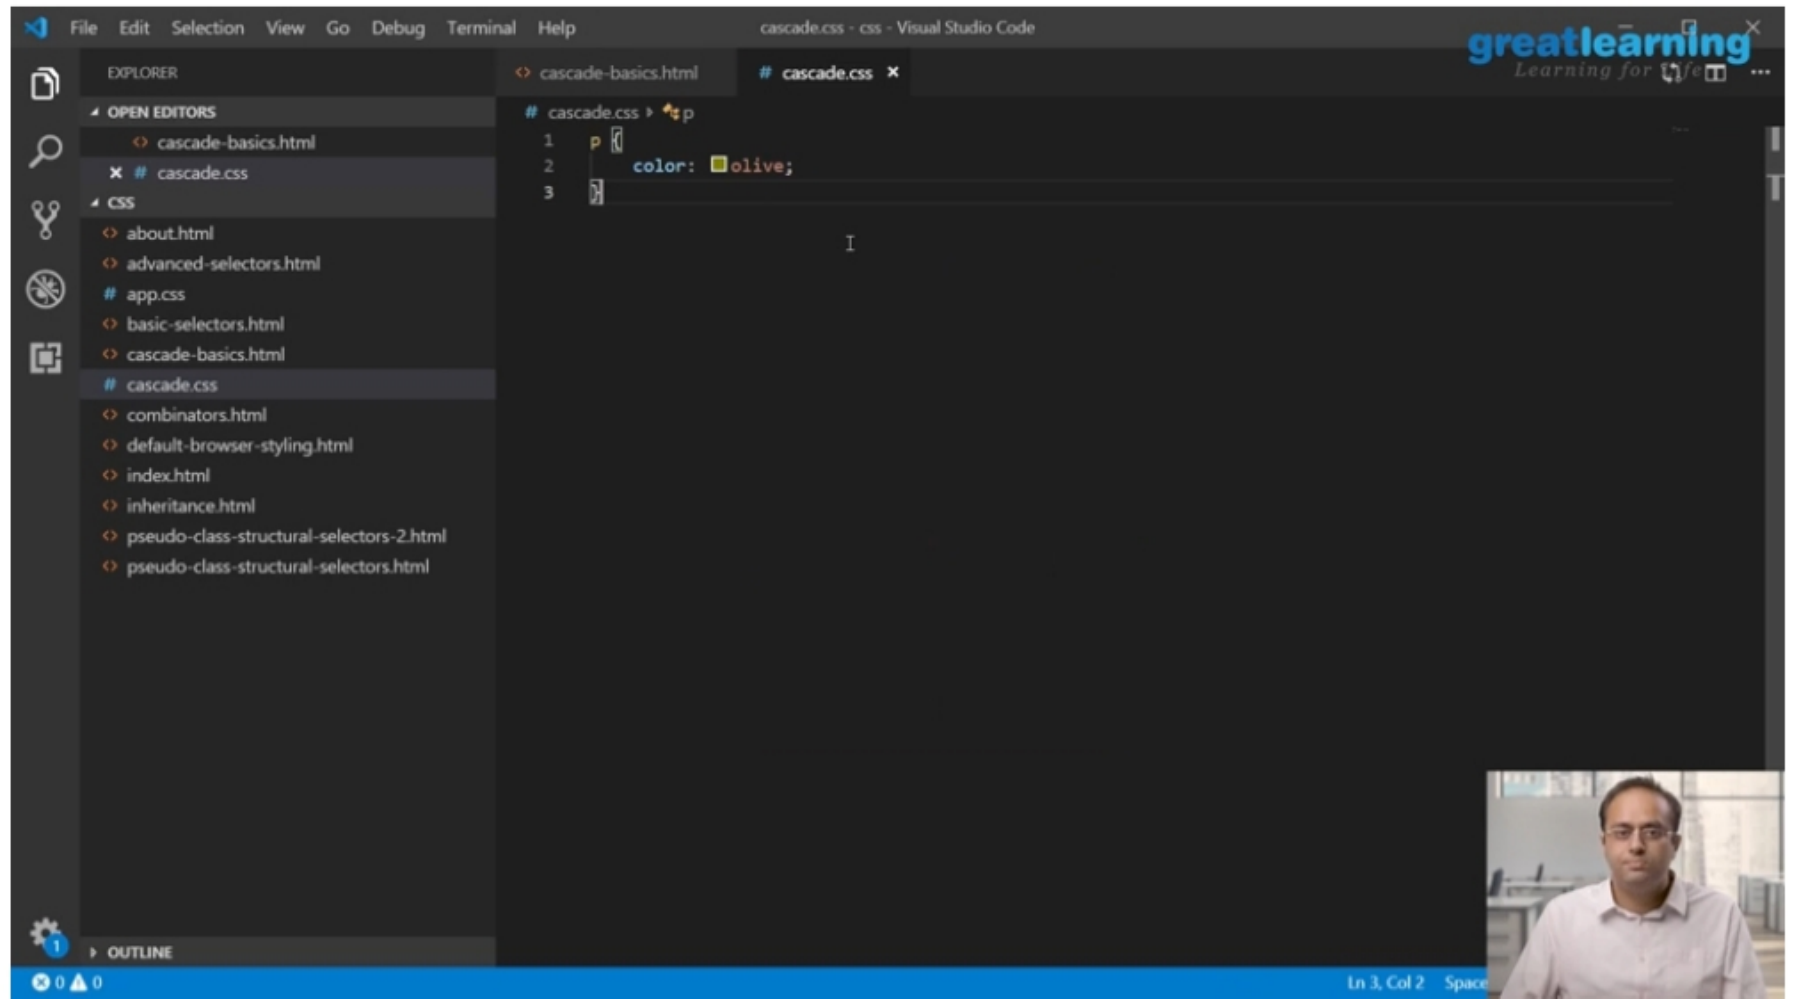 File Edit Selection View Go Debug Terminal Help cascade.css - css - Visual Studio Code
greatlearning
Learning for Life
EXPLORER
cascade-basics.html # cascade.css
OPEN EDITORS
cascade-basics.html
# cascade.css
CSS
about.html
advanced-selectors.html
# app.css
basic-selectors.html
cascade-basics.html
# cascade.css
combinators.html
default-browser-styling.html
index.html
inheritance.html
pseudo-class-structural-selectors-2.html
pseudo-class-structural-selectors.html
OUTLINE
# cascade.css p
1 p {
2 color: olive;
3 }
1
0 0
Ln 3, Col 2 Space